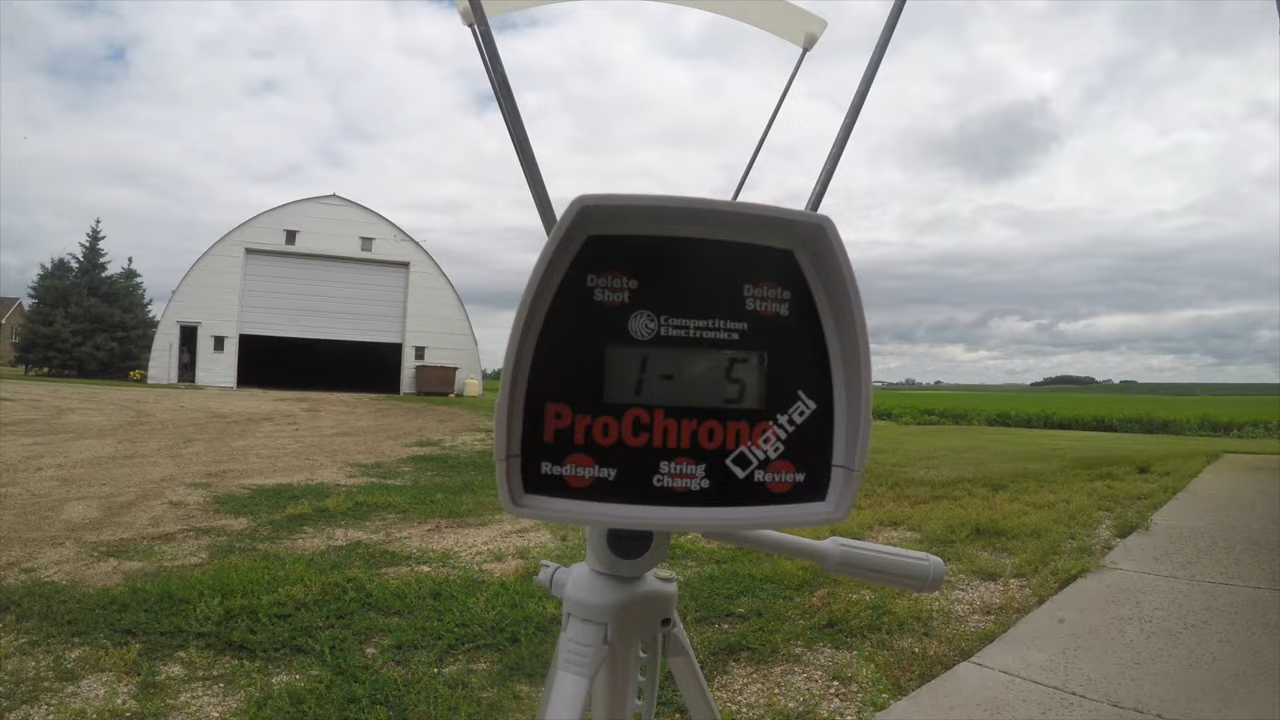 Delete
Shot
Delete
String
Competition
Electronics
1- 5
ProChrono
Digital
Redisplay
String
Change
Review